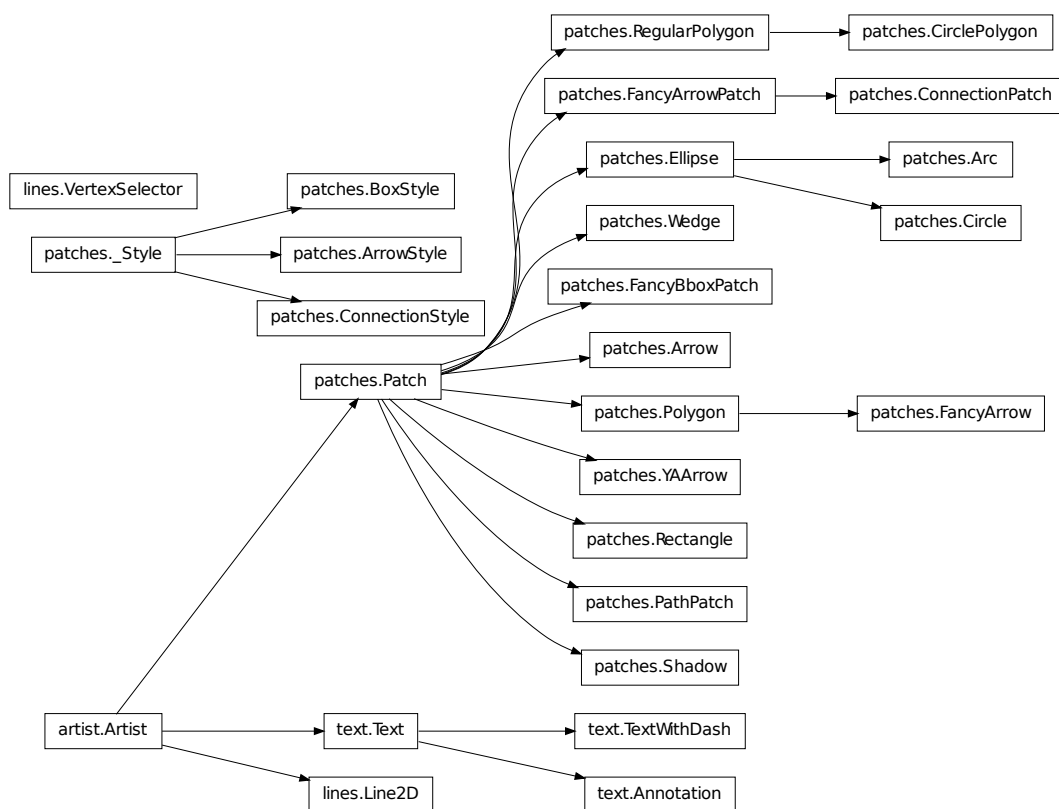 patches.RegularPolygon
patches.CirclePolygon
patches.FancyArrowPatch
patches.ConnectionPatch
patches.Ellipse
patches.Arc
lines.VertexSelector
patches.BoxStyle
patches.Wedge
patches.Circle
patches._Style
patches.ArrowStyle
patches.FancyBboxPatch
patches.ConnectionStyle
patches.Arrow
patches.Patch
patches.Polygon
patches.FancyArrow
patches.YAArrow
patches.Rectangle
patches.PathPatch
patches.Shadow
artist.Artist
text.Text
text.TextWithDash
lines.Line2D
text.Annotation